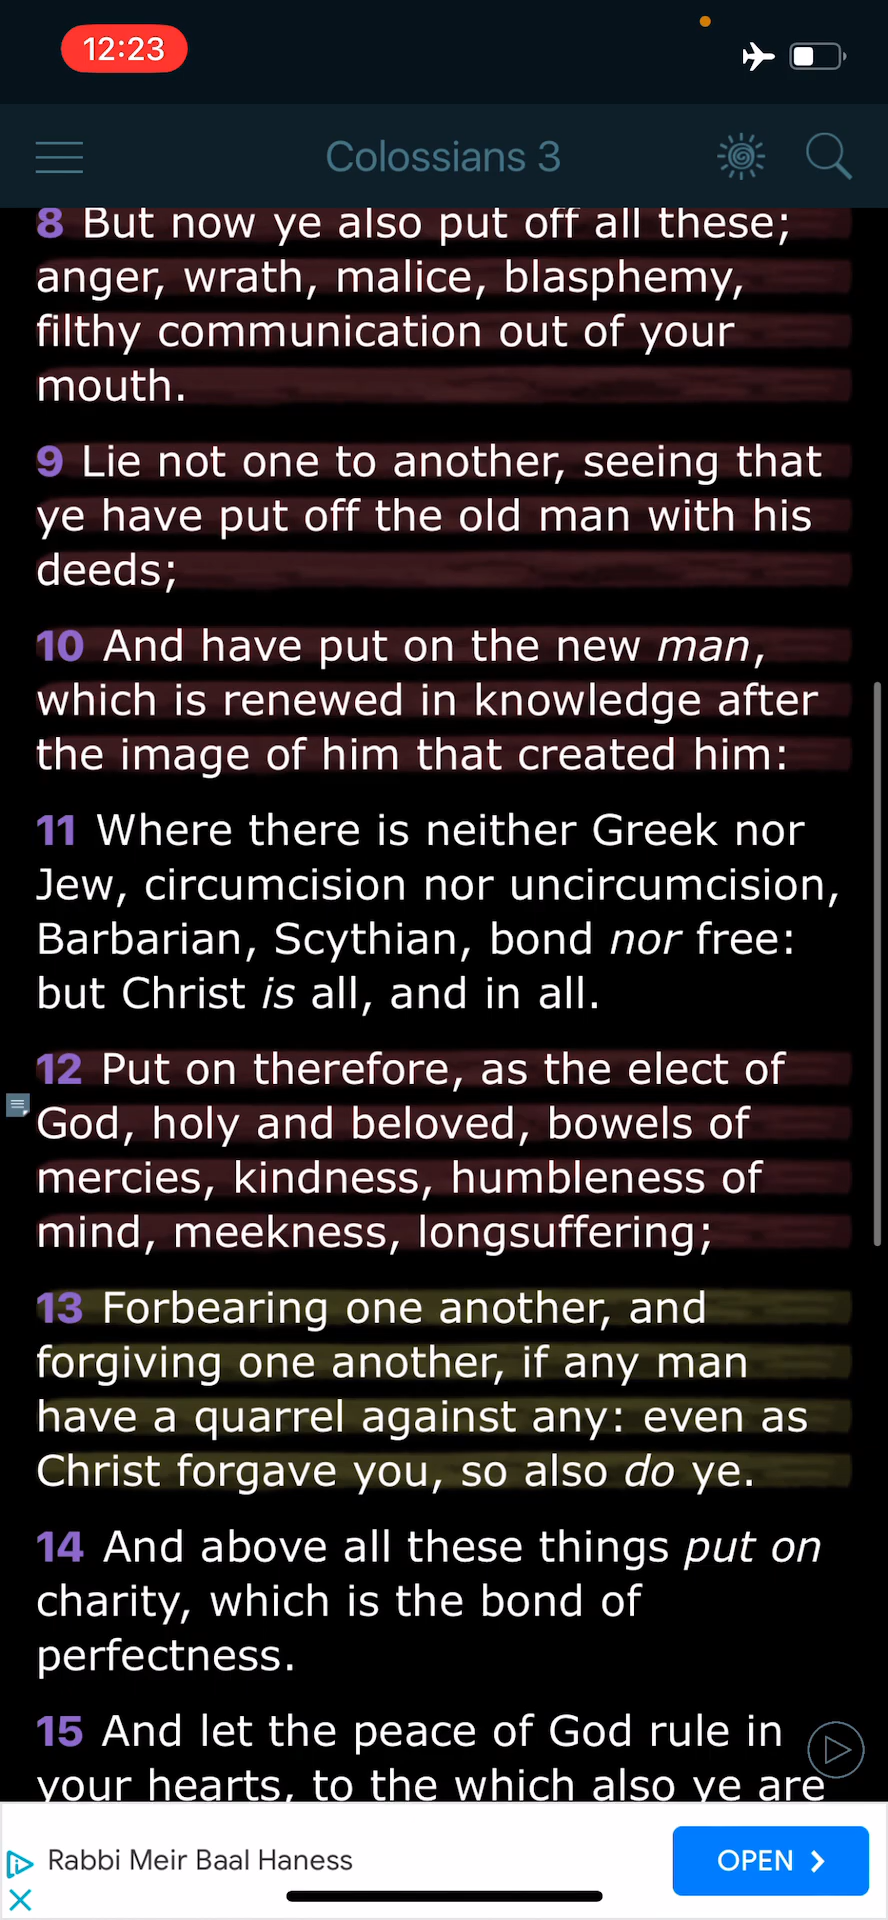 12:23
Colossians 3
8 But now ye also put off all these;
anger, wrath, malice, blasphemy,
filthy communication out of your
mouth.
9 Lie not one to another, seeing that
ye have put off the old man with his
deeds;
10 And have put on the new man,
which is renewed in knowledge after
the image of him that created him:
11 Where there is neither Greek nor
Jew, circumcision nor uncircumcision,
Barbarian, Scythian, bond nor free:
but Christ is all, and in all.
12 Put on therefore, as the elect of
God, holy and beloved, bowels of
mercies, kindness, humbleness of
mind, meekness, longsuffering;
13 Forbearing one another, and
forgiving one another, if any man
have a quarrel against any: even as
Christ forgave you, so also do ye.
14 And above all these things put on
charity, which is the bond of
perfectness.
15 And let the peace of God rule in
your hearts, to the which also ye are
Rabbi Meir Baal Haness
OPEN